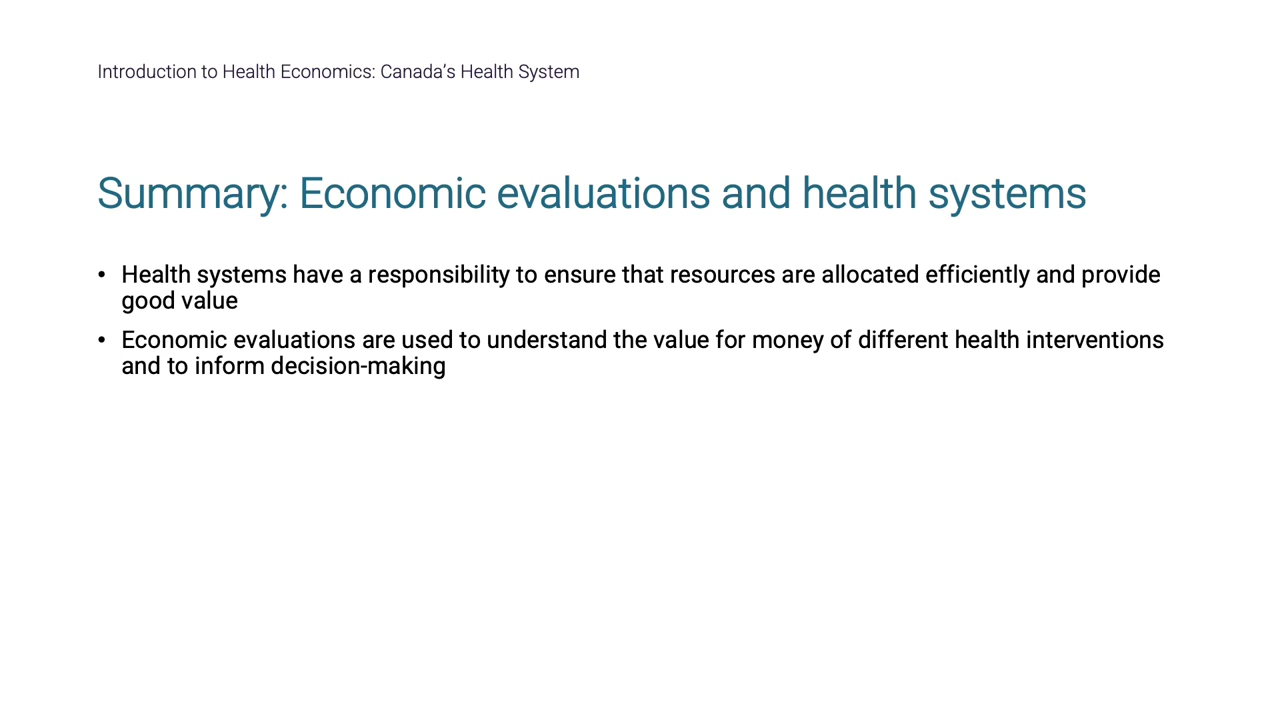 Introduction to Health Economics: Canada’s Health System
Summary: Economic evaluations and health systems
• Health systems have a responsibility to ensure that resources are allocated efficiently and provide
good value
• Economic evaluations are used to understand the value for money of different health interventions
and to inform decision-making